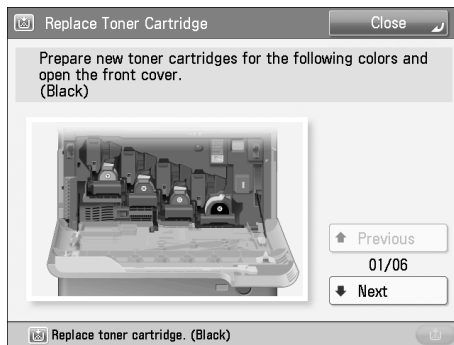 Replace Toner Cartridge
Close
Prepare new toner cartridges for the following colors and
open the front cover.
(Black)
Previous
01/06
Next
Replace toner cartridge. (Black)